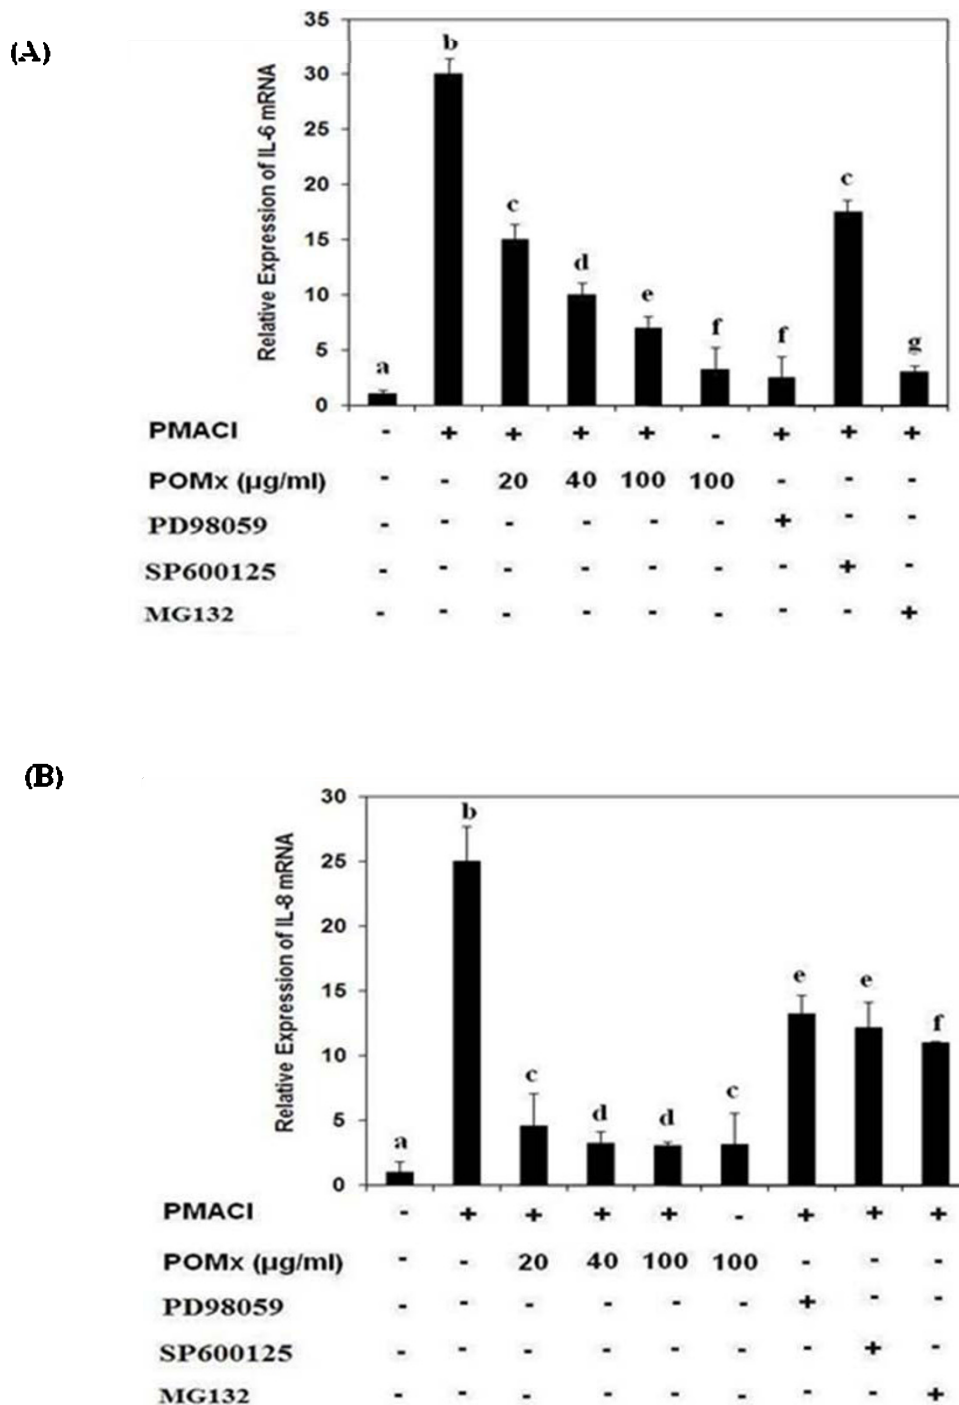 (A)
Relative Expression of IL-6 mRNA
35
30
25
20
15
10
5
0
a b c d e f f c g
PMACI - + + + + - + + +
POMx (µg/ml) - - 20 40 100 100 - - -
PD98059 - - - - - - + - -
SP600125 - - - - - - - + -
MG132 - - - - - - - - +
(B)
Relative Expression of IL-8 mRNA
30
25
20
15
10
5
0
a b c d d c e e f
PMACI - + + + + - + + +
POMx (µg/ml) - - 20 40 100 100 - - -
PD98059 - - - - - - + - -
SP600125 - - - - - - - + -
MG132 - - - - - - - - +